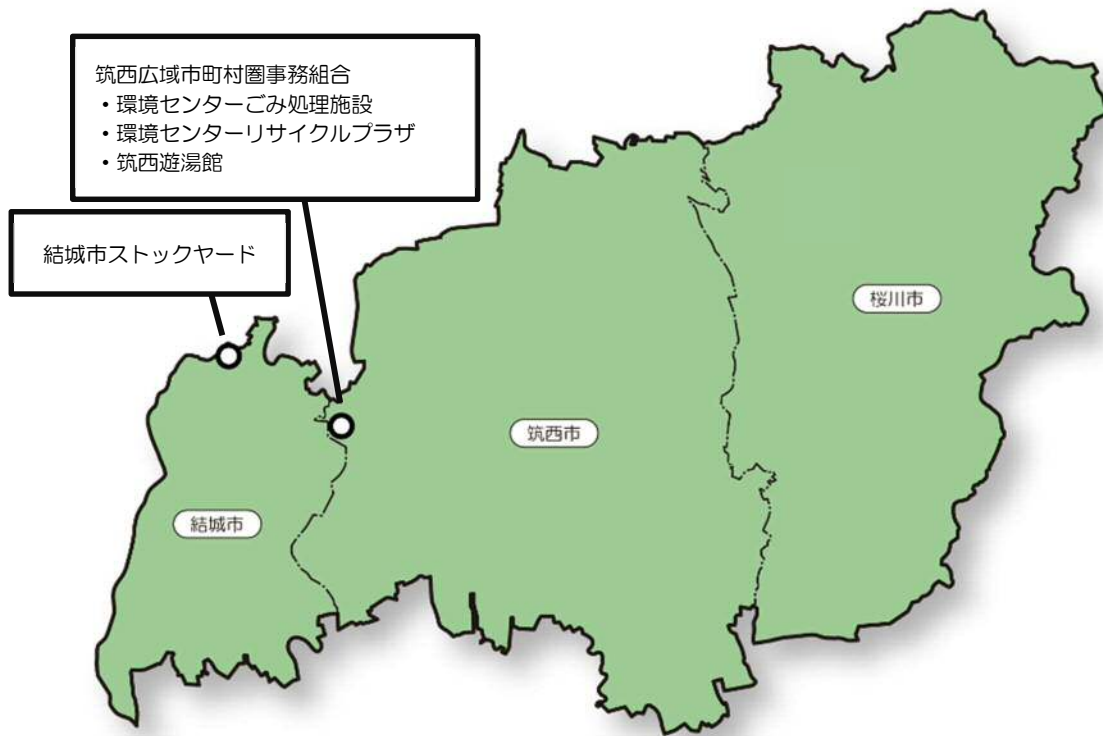 筑西広域市町村圏事務組合
・環境センターごみ処理施設
・環境センターリサイクルプラザ
・筑西遊湯館
結城市ストックヤード
桜川市
筑西市
結城市